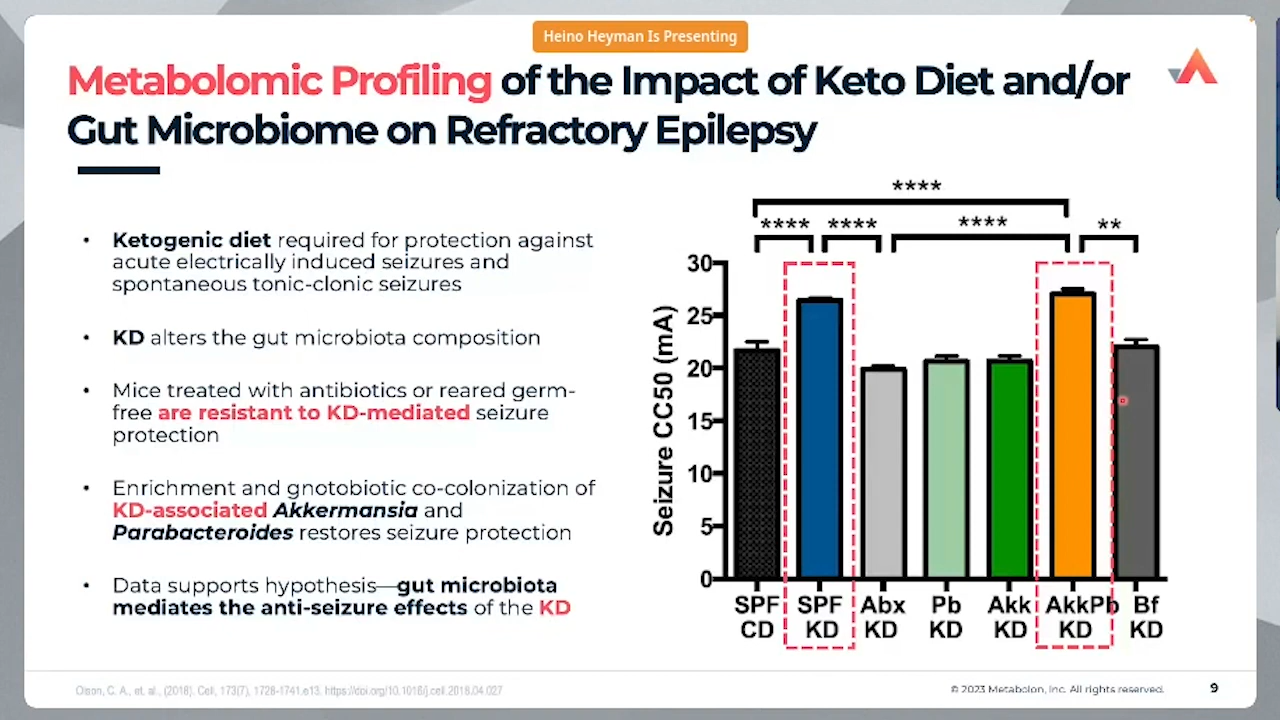 Heino Heyman Is Presenting
Metabolomic Profiling of the Impact of Keto Diet and/or
Gut Microbiome on Refractory Epilepsy
• Ketogenic diet required for protection against
acute electrically induced seizures and
spontaneous tonic-clonic seizures
• KD alters the gut microbiota composition
• Mice treated with antibiotics or reared germ-
free are resistant to KD-mediated seizure
protection
• Enrichment and gnotobiotic co-colonization of
KD-associated Akkermansia and
Parabacteroides restores seizure protection
• Data supports hypothesis—gut microbiota
mediates the anti-seizure effects of the KD
****
**** **** **** **
Seizure CC50 (mA)
30
25
20
15
10
5
0
SPF SPF Abx Pb Akk AkkPb Bf
CD KD KD KD KD KD KD
Olson, C. A., et. al., (2018). Cell, 173(7), 1728-1741.e13. https://doi.org/10.1016/j.cell.2018.04.027
© 2023 Metabolon, Inc. All rights reserved.
9